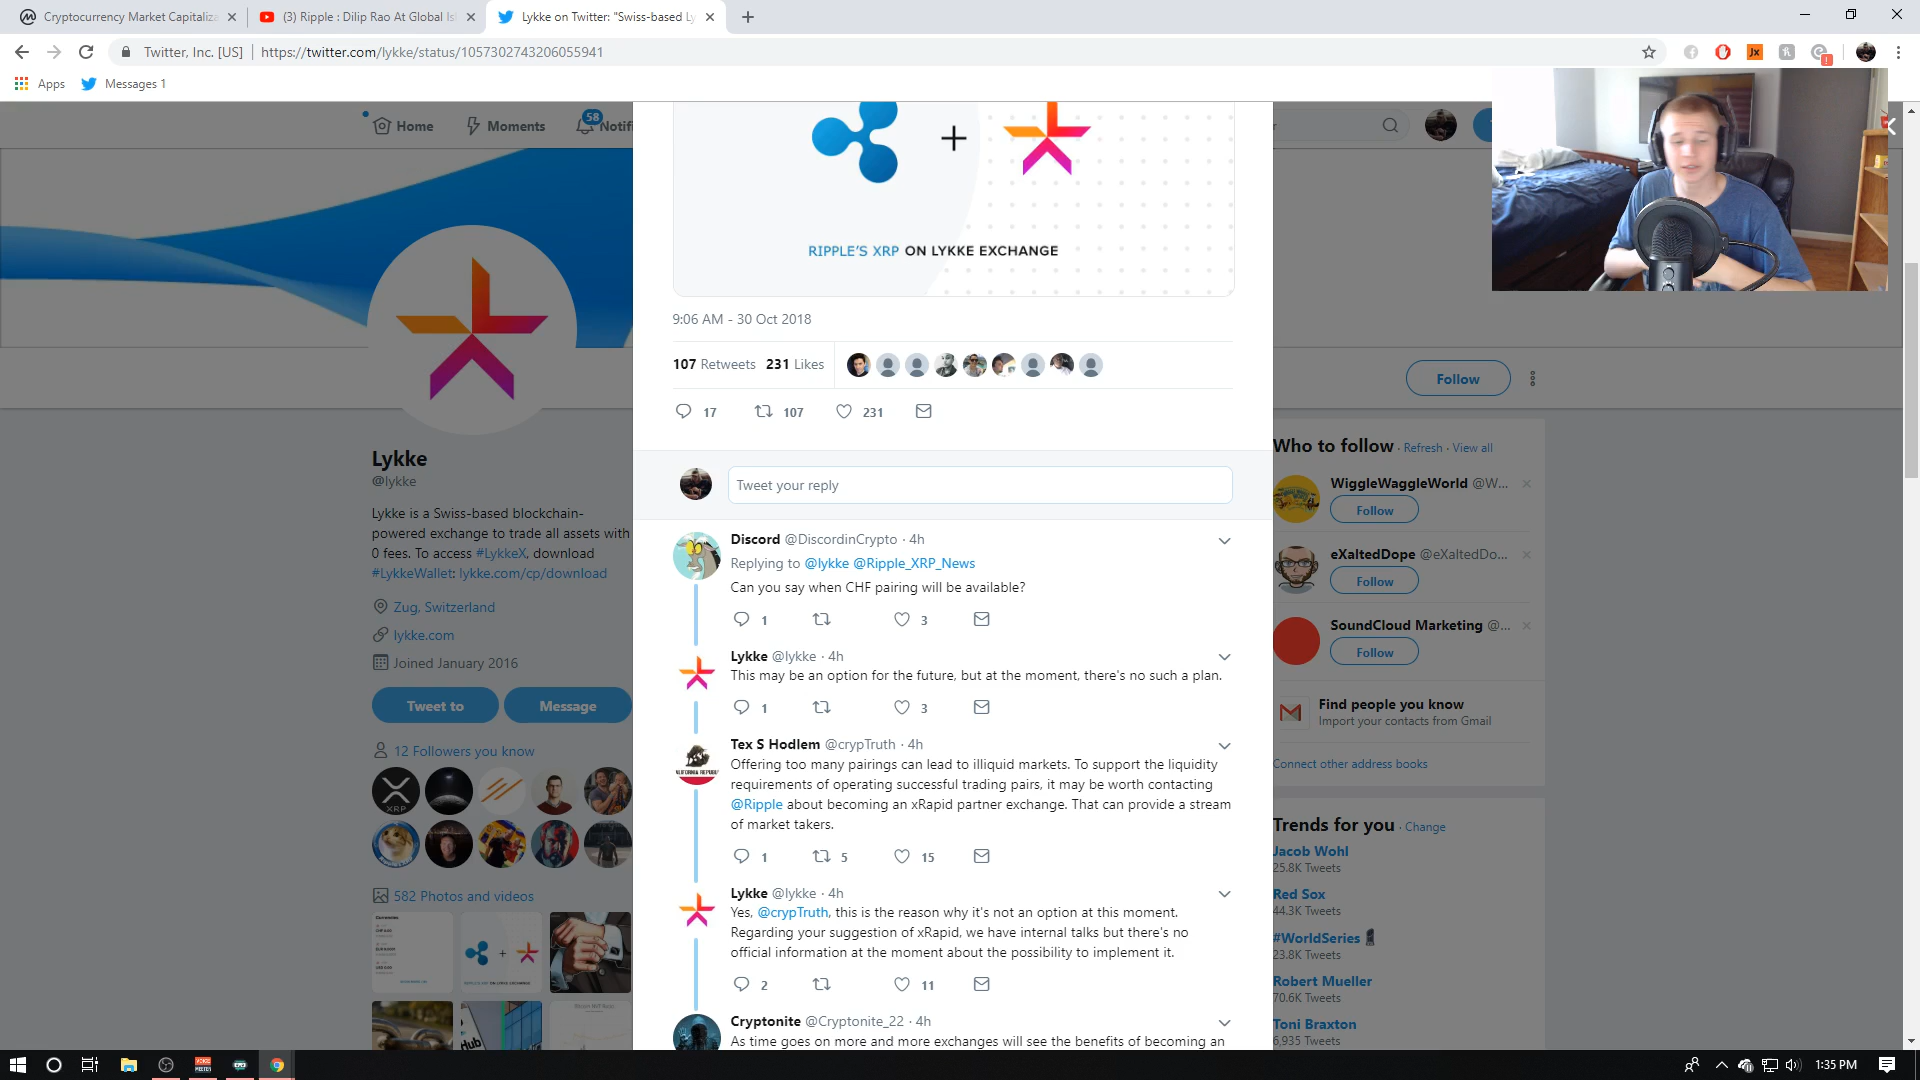 Cryptocurrency Market Capitaliza
(3) Ripple : Dilip Rao At Global Is
Lykke on Twitter: "Swiss-based Ly
Twitter, Inc. [US]
https://twitter.com/lykke/status/1057302743206055941
Apps
Messages 1
Home
Moments
58
Notifi
RIPPLE'S XRP ON LYKKE EXCHANGE
9:06 AM - 30 Oct 2018
107 Retweets 231 Likes
17
107
231
Tweet your reply
Follow
Lykke
@lykke
Lykke is a Swiss-based blockchain-
powered exchange to trade all assets with
0 fees. To access #LykkeX, download
#LykkeWallet: lykke.com/cp/download
Zug, Switzerland
lykke.com
Joined January 2016
Tweet to
Message
12 Followers you know
XRP
582 Photos and videos
Discord @DiscordinCrypto · 4h
Replying to @lykke @Ripple_XRP_News
Can you say when CHF pairing will be available?
1
3
Lykke @lykke · 4h
This may be an option for the future, but at the moment, there's no such a plan.
1
3
Tex S Hodlem @crypTruth · 4h
Offering too many pairings can lead to illiquid markets. To support the liquidity
requirements of operating successful trading pairs, it may be worth contacting
@Ripple about becoming an xRapid partner exchange. That can provide a stream
of market takers.
1
5
15
Lykke @lykke · 4h
Yes, @crypTruth, this is the reason why it's not an option at this moment.
Regarding your suggestion of xRapid, we have internal talks but there's no
official information at the moment about the possibility to implement it.
2
11
Cryptonite @Cryptonite_22 · 4h
As time goes on more and more exchanges will see the benefits of becoming an
Who to follow · Refresh · View all
WiggleWaggleWorld @W...
Follow
eXaltedDope @eXaltedDo...
Follow
SoundCloud Marketing @...
Follow
Find people you know
Import your contacts from Gmail
Connect other address books
Trends for you · Change
Jacob Wohl
25.8K Tweets
Red Sox
44.3K Tweets
#WorldSeries
23.8K Tweets
Robert Mueller
70.6K Tweets
Toni Braxton
6,935 Tweets
1:35 PM